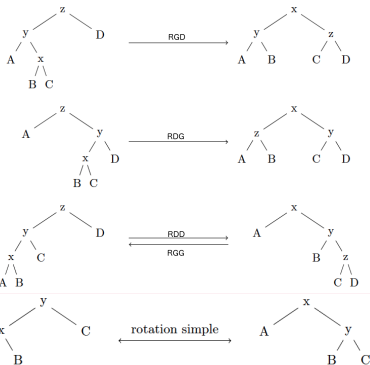 z x
y D RGD y z
A x A B C D
B C
z x
A y RDG z y
x D A B C D
B C
z x
y D RDD A y
x C RGG B z
A B C D
y x
x C rotation simple A y
B B C